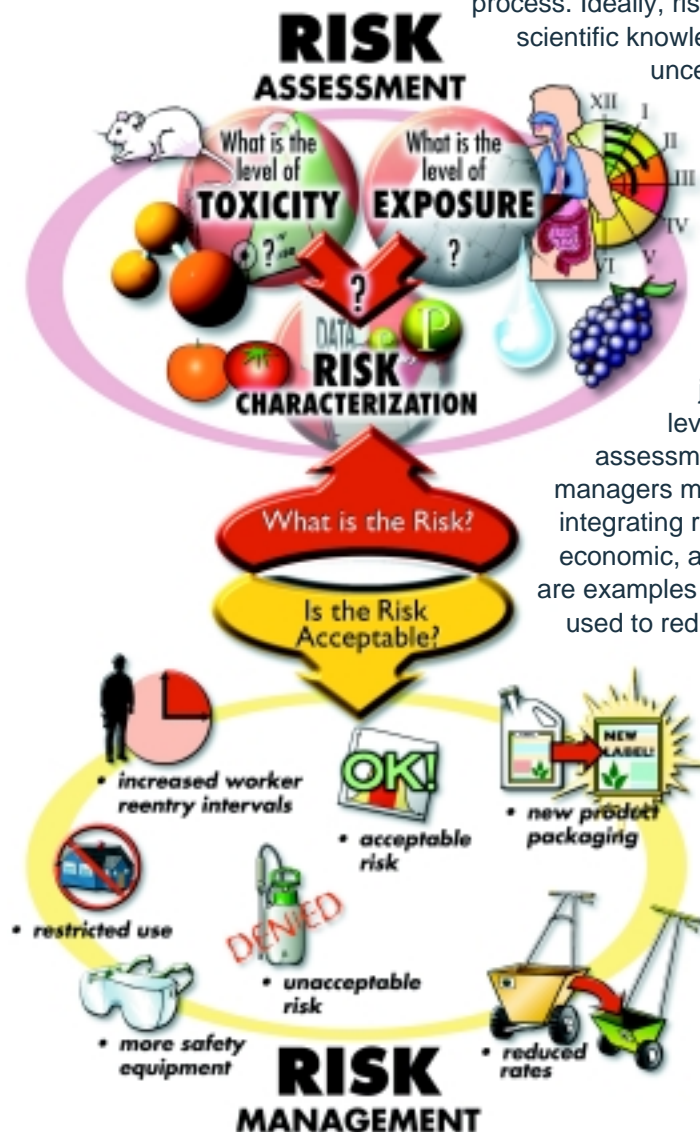 process. Ideally, ris
scientific knowle
unce
RISK
ASSESSMENT
What is the
level of
TOXICITY
?
What is the
level of
EXPOSURE
?
XII
I
II
III
IV
V
VI
?
DATA
P
RISK
CHARACTERIZATION
lev
assessm
managers m
integrating r
economic, a
are examples
used to red
What is the Risk?
Is the Risk
Acceptable?
• increased worker
reentry intervals
OK!
• acceptable
risk
NEW
LABEL!
• new product
packaging
• restricted use
DENIED
• unacceptable
risk
• more safety
equipment
• reduced
rates
RISK
MANAGEMENT